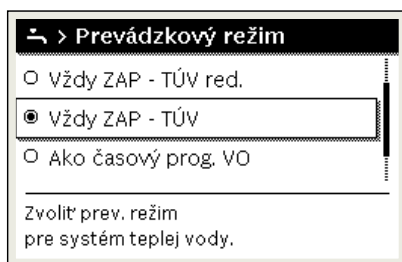 > Prevádzkový režim
Vždy ZAP - TÚV red.
Vždy ZAP - TÚV
Ako časový prog. VO
Zvoliť prev. režim
pre systém teplej vody.